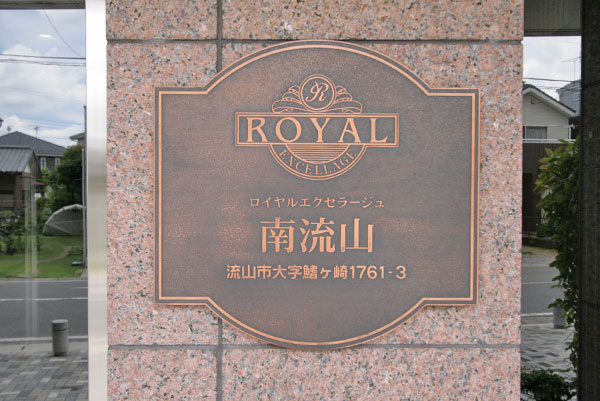 R
ROYAL
EXCELLAGE
ロイヤルエクセラージュ
南流山
流山市大字鰭ヶ崎1761-3